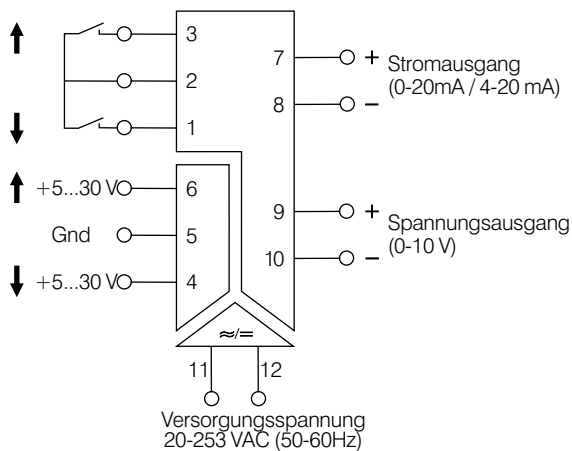 3
2
1
7
8
+ Stromausgang
(0-20mA / 4-20 mA)
−
+5...30 V
6
Gnd
5
+5...30 V
4
9
10
+ Spannungsausgang
(0-10 V)
−
≈/=
11
12
Versorgungsspannung
20-253 VAC (50-60Hz)